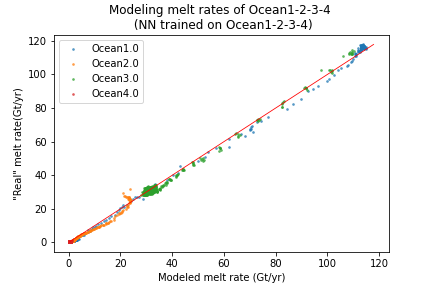 Modeling melt rates of Ocean1-2-3-4
(NN trained on Ocean1-2-3-4)
120
100
80
60
40
20
0
"Real" melt rate(Gt/yr)
Ocean1.0
Ocean2.0
Ocean3.0
Ocean4.0
0 20 40 60 80 100 120
Modeled melt rate (Gt/yr)